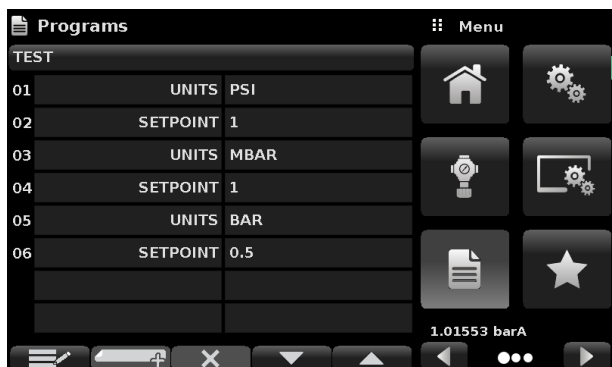 Programs
Menu
TEST
01 UNITS PSI
02 SETPOINT 1
03 UNITS MBAR
04 SETPOINT 1
05 UNITS BAR
06 SETPOINT 0.5
1.01553 barA